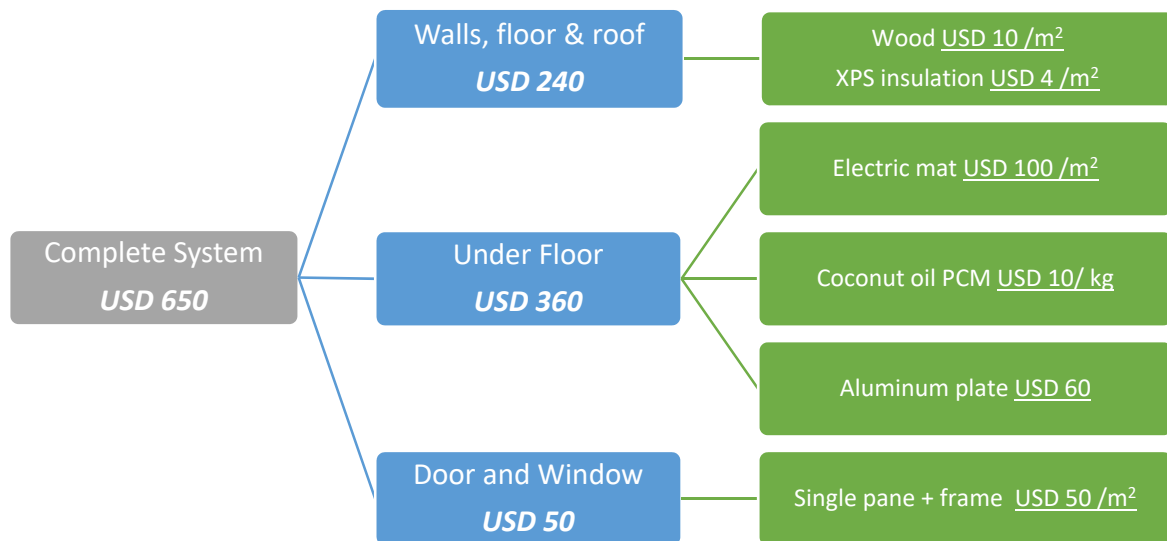 Complete System
USD 650
Walls, floor & roof
USD 240
Wood USD 10 /m²
XPS insulation USD 4 /m²
Under Floor
USD 360
Electric mat USD 100 /m²
Coconut oil PCM USD 10/ kg
Aluminum plate USD 60
Door and Window
USD 50
Single pane + frame USD 50 /m²